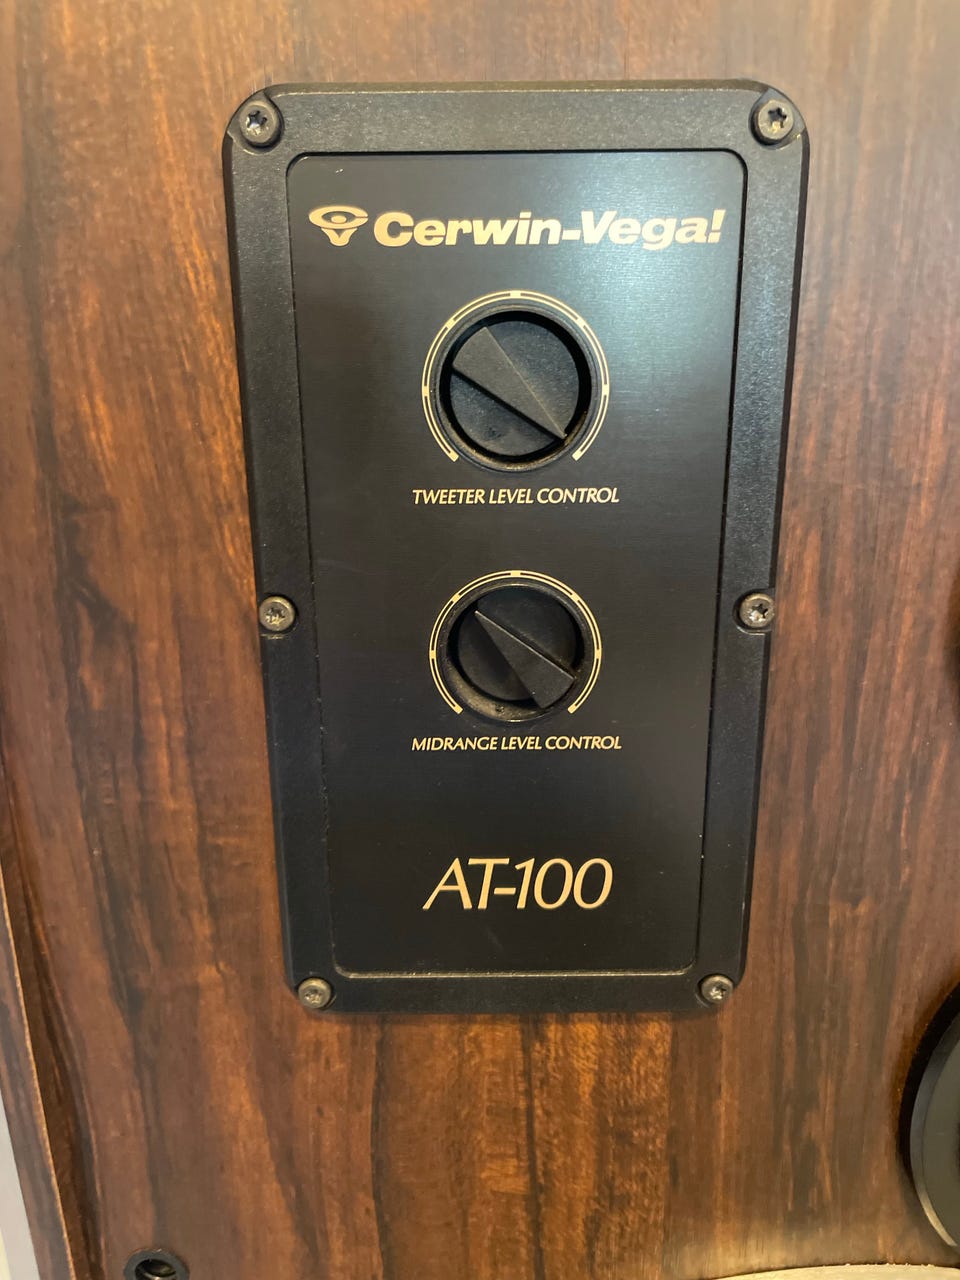 Cerwin-Vega!
TWEETER LEVEL CONTROL
MIDRANGE LEVEL CONTROL
AT-100